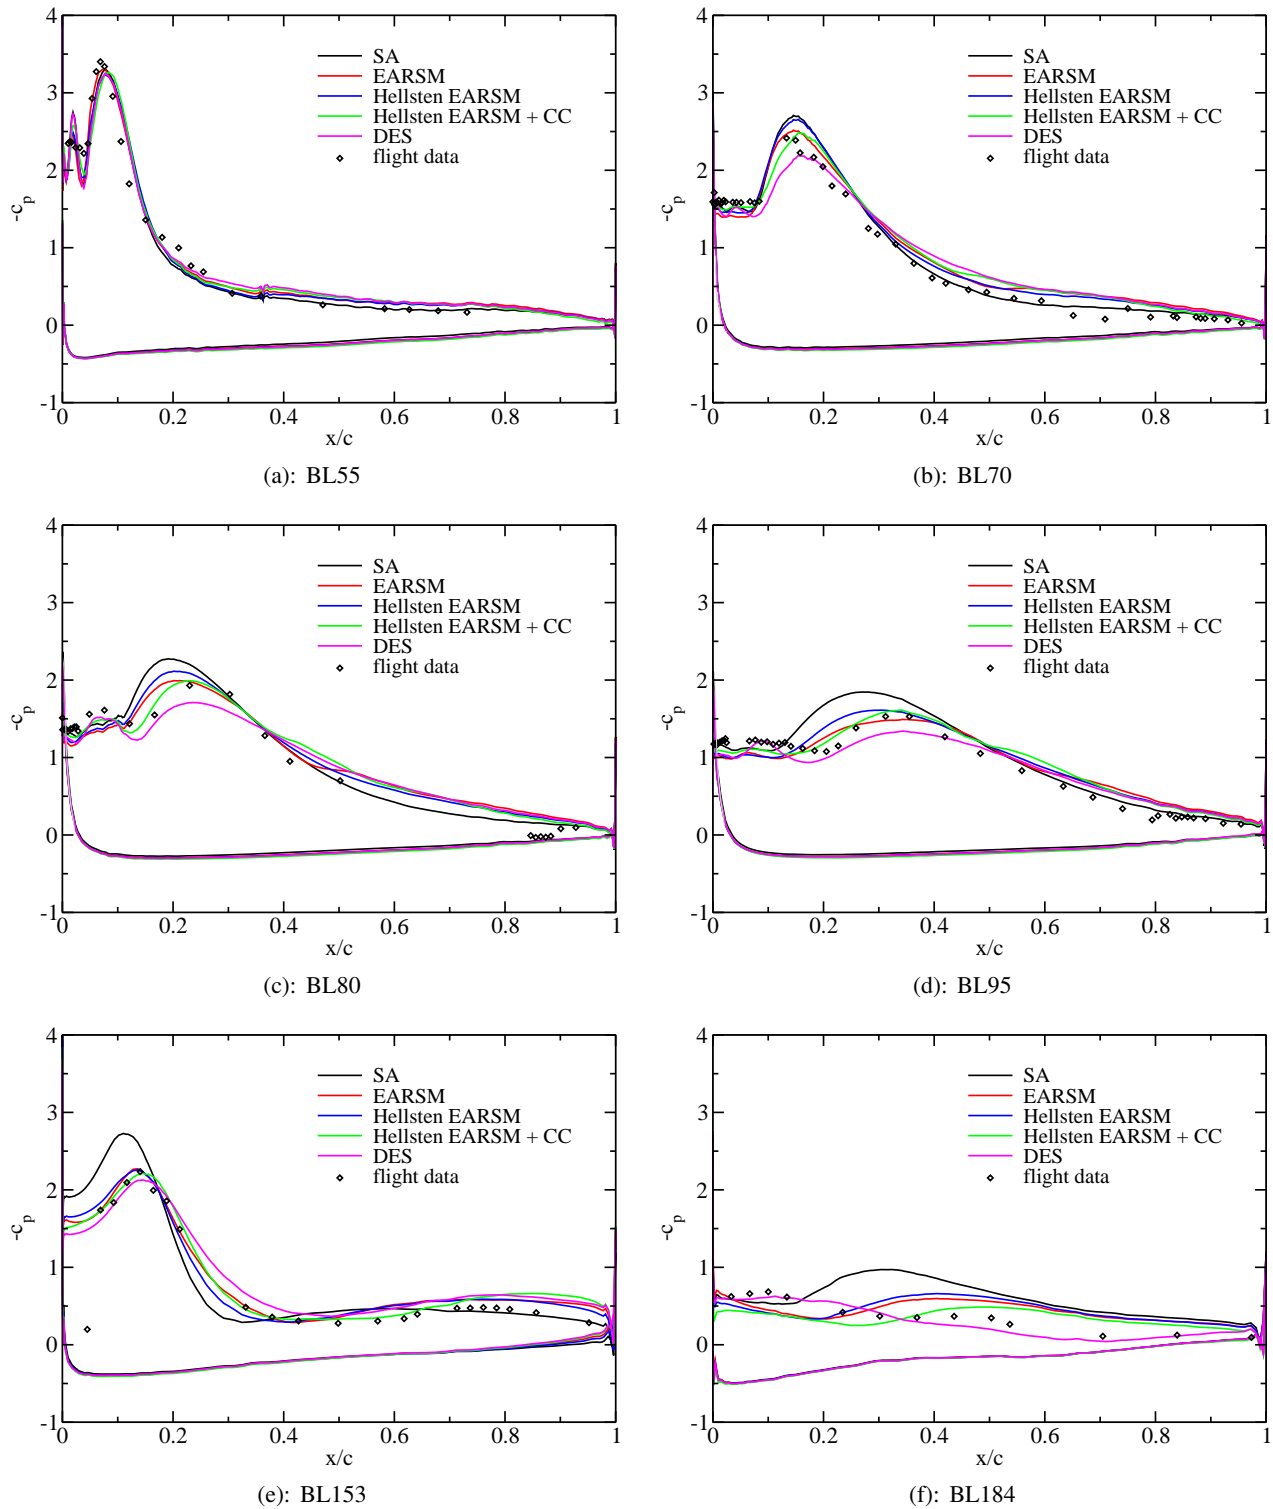 4
3
2
1
0
-1
-c_p
0
0.2
0.4
0.6
0.8
1
x/c
SA
EARSM
Hellsten EARSM
Hellsten EARSM + CC
DES
flight data
(a): BL55
4
3
2
1
0
-1
-c_p
0
0.2
0.4
0.6
0.8
1
x/c
SA
EARSM
Hellsten EARSM
Hellsten EARSM + CC
DES
flight data
(b): BL70
4
3
2
1
0
-1
-c_p
0
0.2
0.4
0.6
0.8
1
x/c
SA
EARSM
Hellsten EARSM
Hellsten EARSM + CC
DES
flight data
(c): BL80
4
3
2
1
0
-1
-c_p
0
0.2
0.4
0.6
0.8
1
x/c
SA
EARSM
Hellsten EARSM
Hellsten EARSM + CC
DES
flight data
(d): BL95
4
3
2
1
0
-1
-c_p
0
0.2
0.4
0.6
0.8
1
x/c
SA
EARSM
Hellsten EARSM
Hellsten EARSM + CC
DES
flight data
(e): BL153
4
3
2
1
0
-1
-c_p
0
0.2
0.4
0.6
0.8
1
x/c
SA
EARSM
Hellsten EARSM
Hellsten EARSM + CC
DES
flight data
(f): BL184